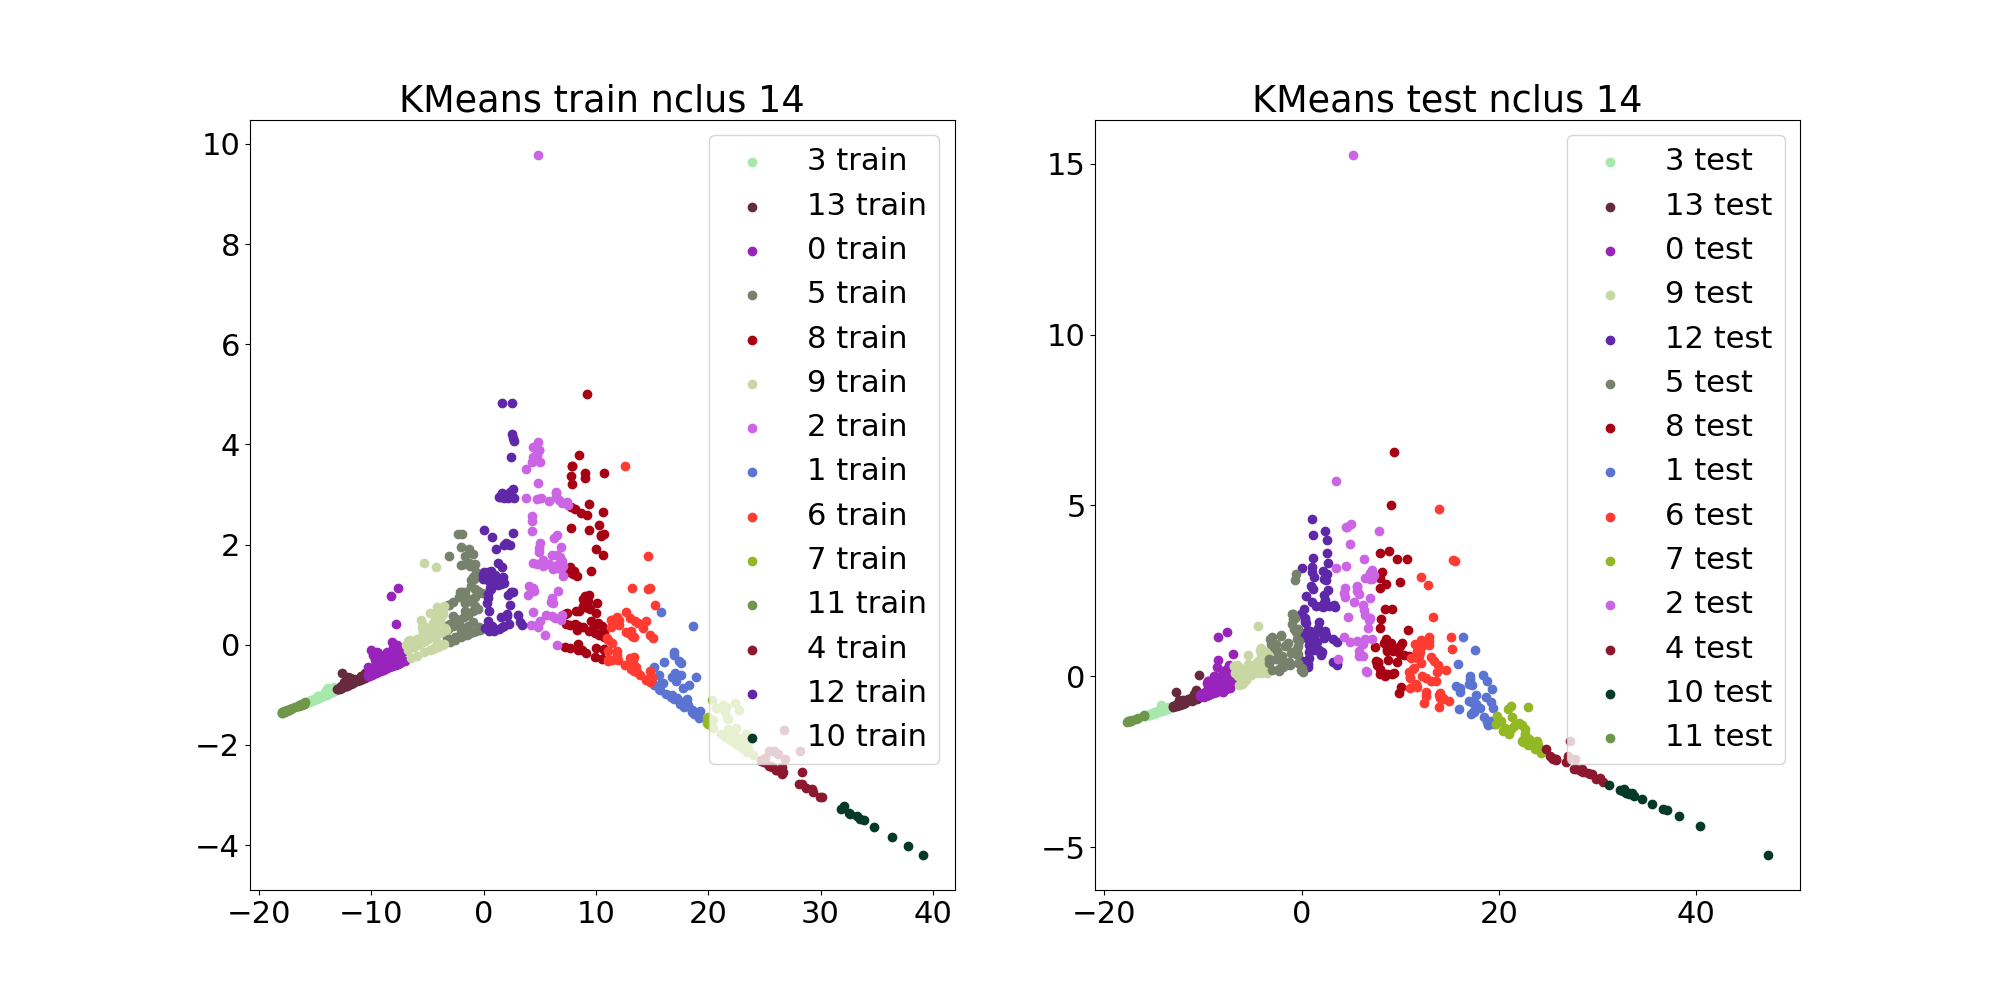 KMeans train nclus 14
10
8
6
4
2
0
−2
−4
−20 −10 0 10 20 30 40
3 train
13 train
0 train
5 train
8 train
9 train
2 train
1 train
6 train
7 train
11 train
4 train
12 train
10 train
KMeans test nclus 14
15
10
5
0
−5
−20 0 20 40
3 test
13 test
0 test
9 test
12 test
5 test
8 test
1 test
6 test
7 test
2 test
4 test
10 test
11 test